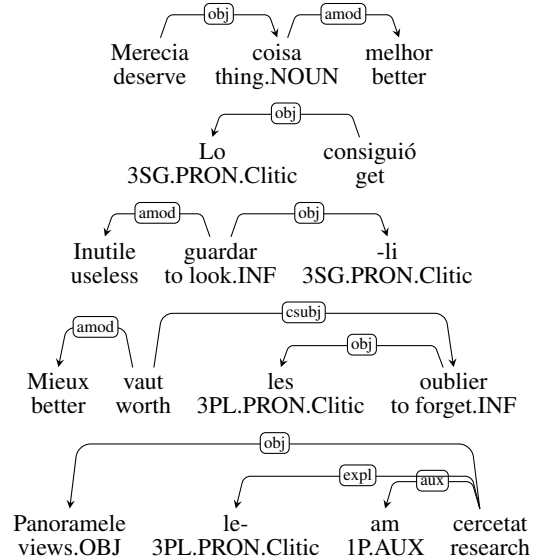 obj amod
Merecia coisa melhor
deserve thing.NOUN better
obj
Lo consiguió
3SG.PRON.Clitic get
amod obj
Inutile guardar -li
useless to look.INF 3SG.PRON.Clitic
csubj
amod obj
Mieux vaut les oublier
better worth 3PL.PRON.Clitic to forget.INF
obj
expl aux
Panoramele le- am cercetat
views.OBJ 3PL.PRON.Clitic 1P.AUX research